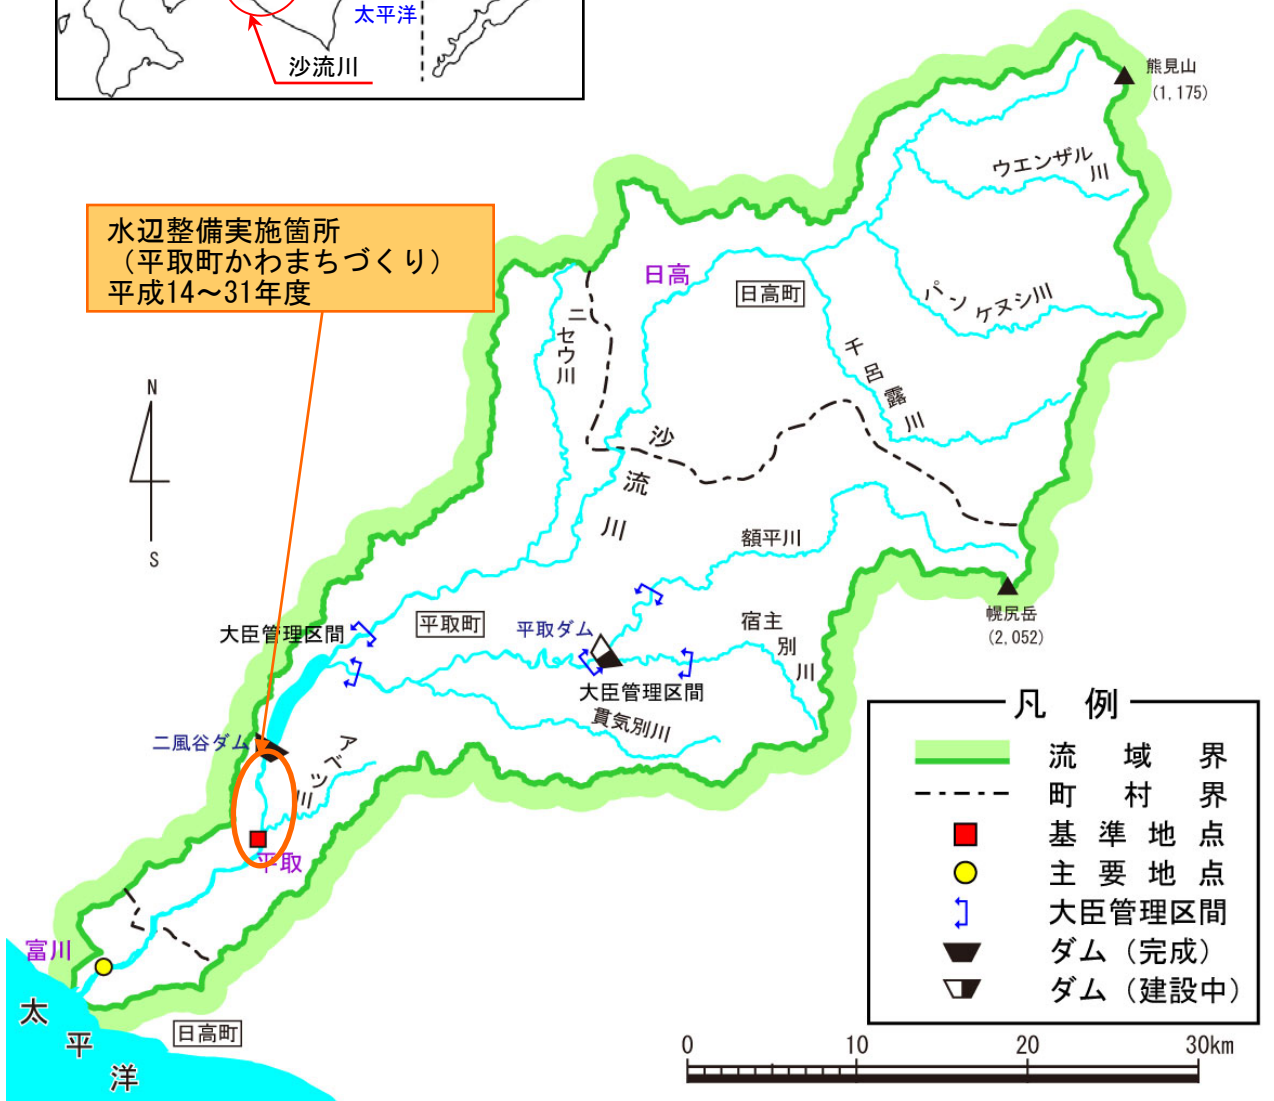 太平洋
沙流川
熊見山
(1,175)
ウエンザル川
水辺整備実施箇所
（平取町かわまちづくり）
平成14～31年度
日高
日高町
パンケヌシ川
ニセウ川
千呂露川
N
S
沙流川
額平川
幌尻岳
(2,052)
大臣管理区間
平取町
平取ダム
宿主別川
大臣管理区間
貫気別川
二風谷ダム
アベツ川
平取
富川
太平洋
日高町
凡例
流域界
町村界
基準地点
主要地点
大臣管理区間
ダム（完成）
ダム（建設中）
0 10 20 30km